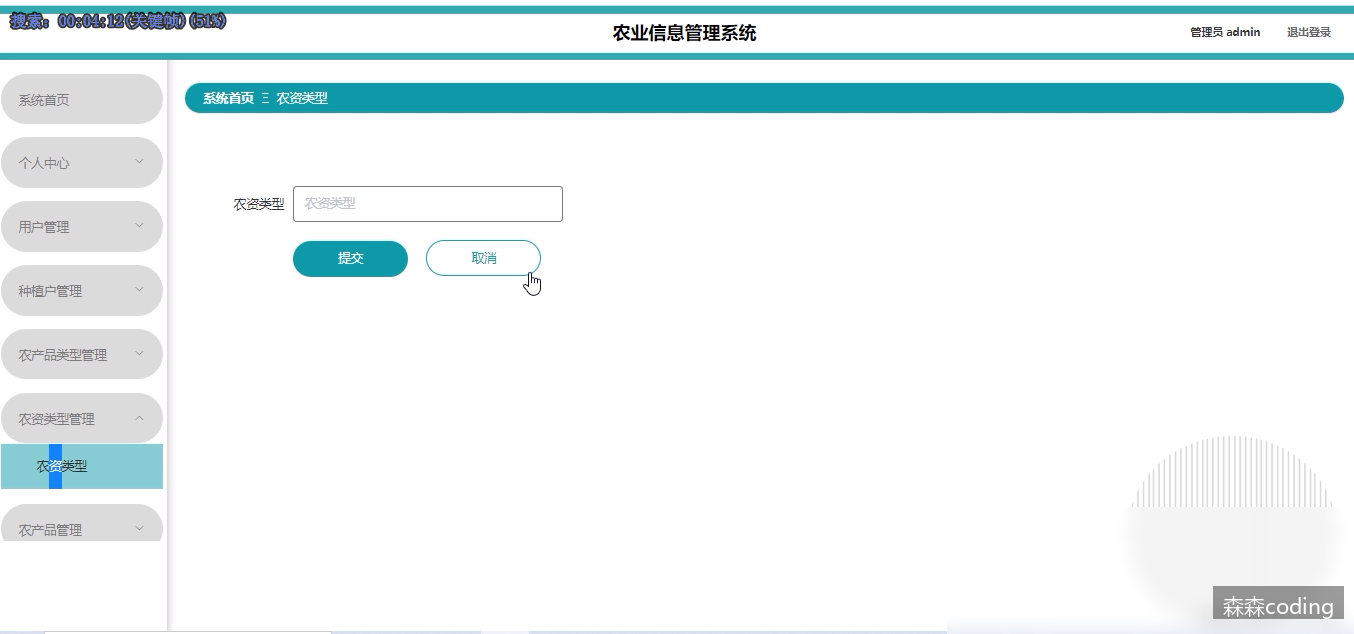 搜索: 00:04:12(关键帧) (51%)
农业信息管理系统
管理员 admin
退出登录
系统首页
个人中心
用户管理
种植户管理
农产品类型管理
农资类型管理
农资类型
农产品管理
系统首页 Ξ 农资类型
农资类型
农资类型
提交
取消
森森coding